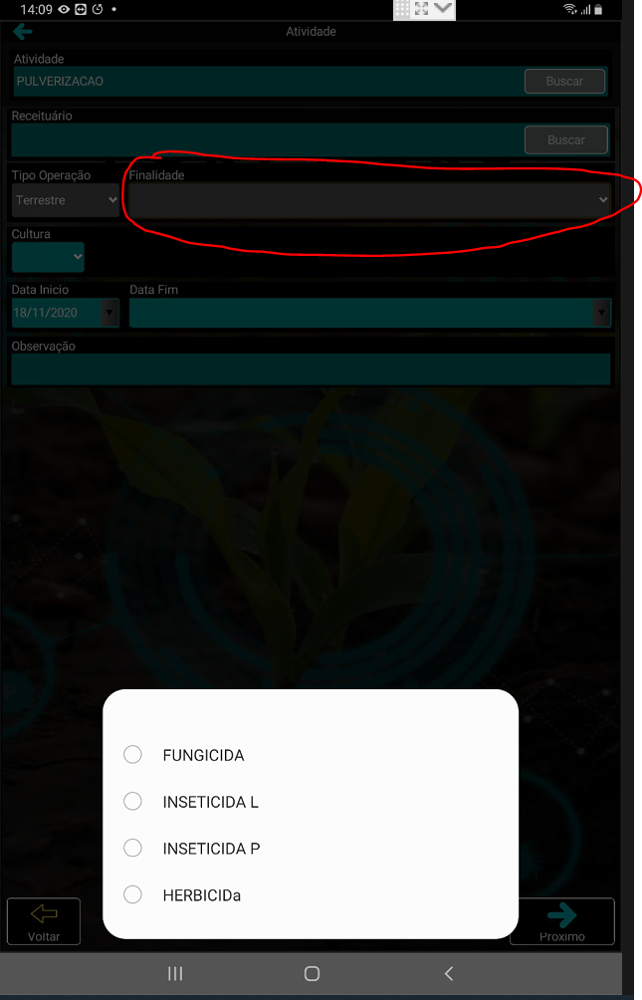 14:09
Atividade
Atividade
PULVERIZACAO Buscar
Receituário
Buscar
Tipo Operação Finalidade
Terrestre
Cultura
Data Inicio Data Fim
18/11/2020
Observação
FUNGICIDA
INSETICIDA L
INSETICIDA P
HERBICIDa
Voltar Próximo